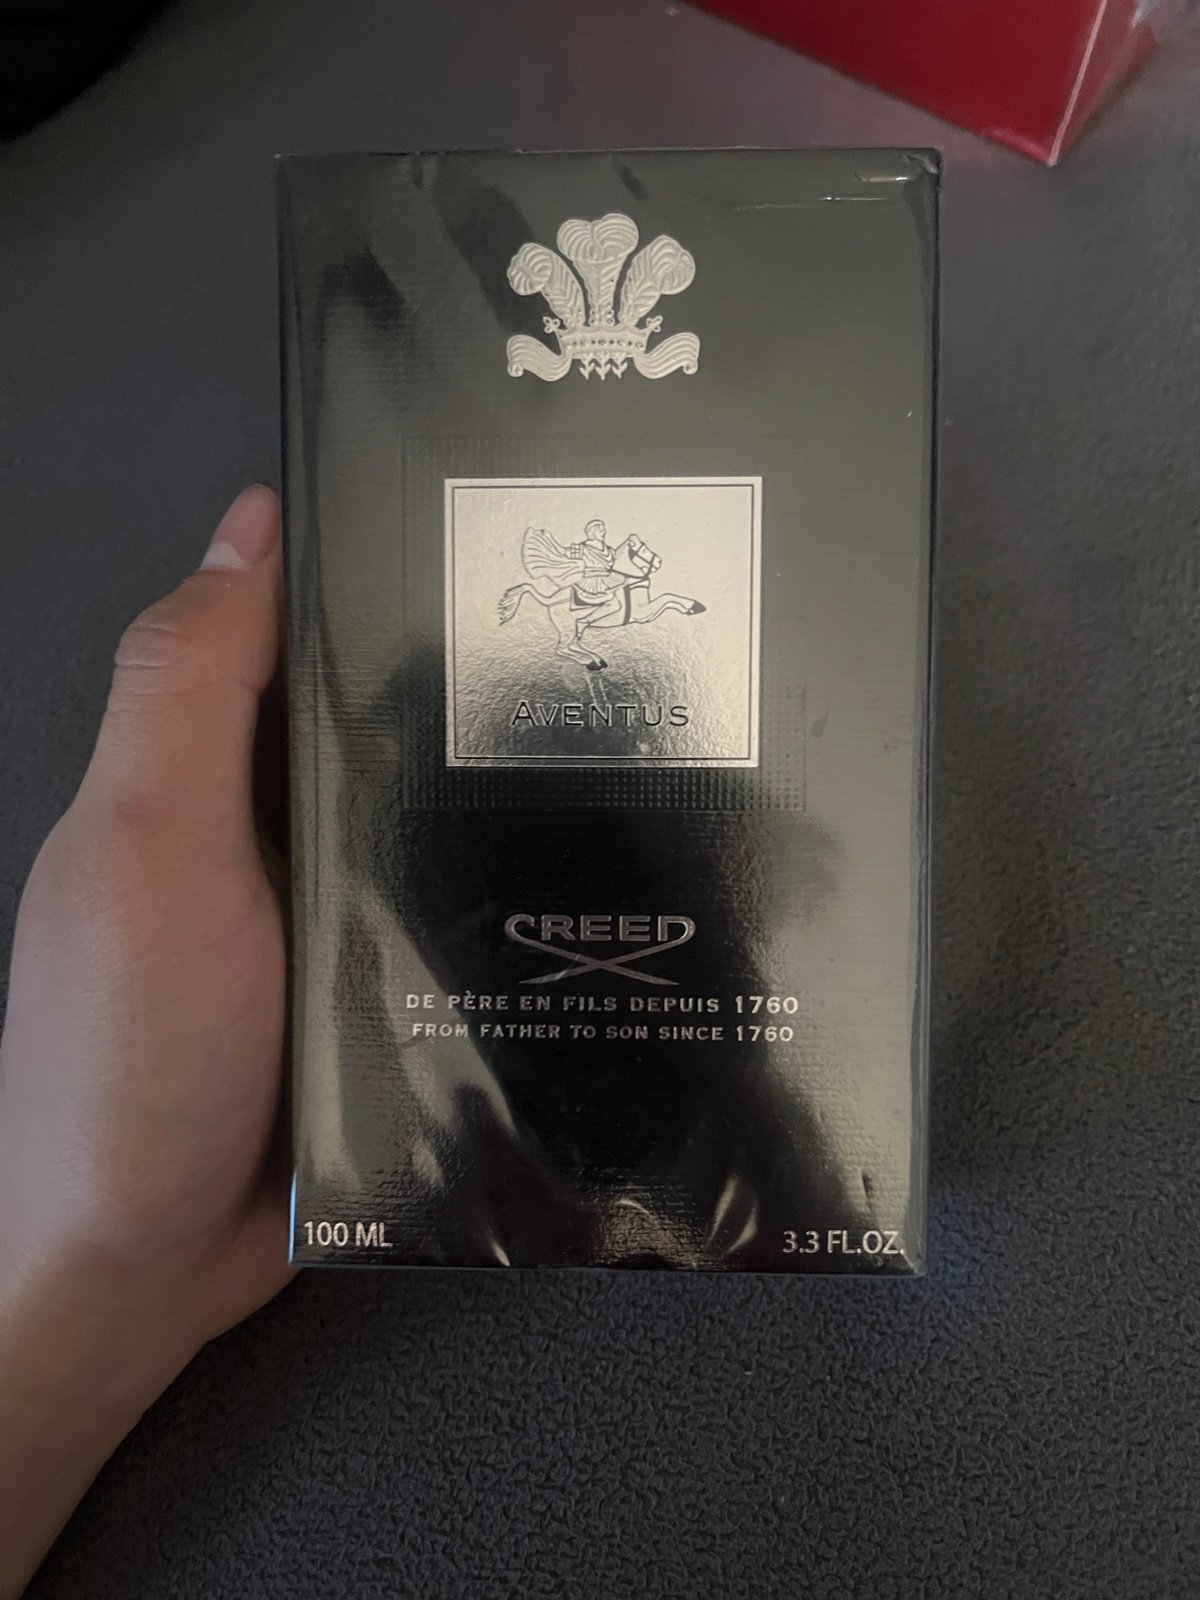 AVENTUS
CREED
DE PÈRE EN FILS DEPUIS 1760
FROM FATHER TO SON SINCE 1760
100 ML
3.3 FL.OZ.